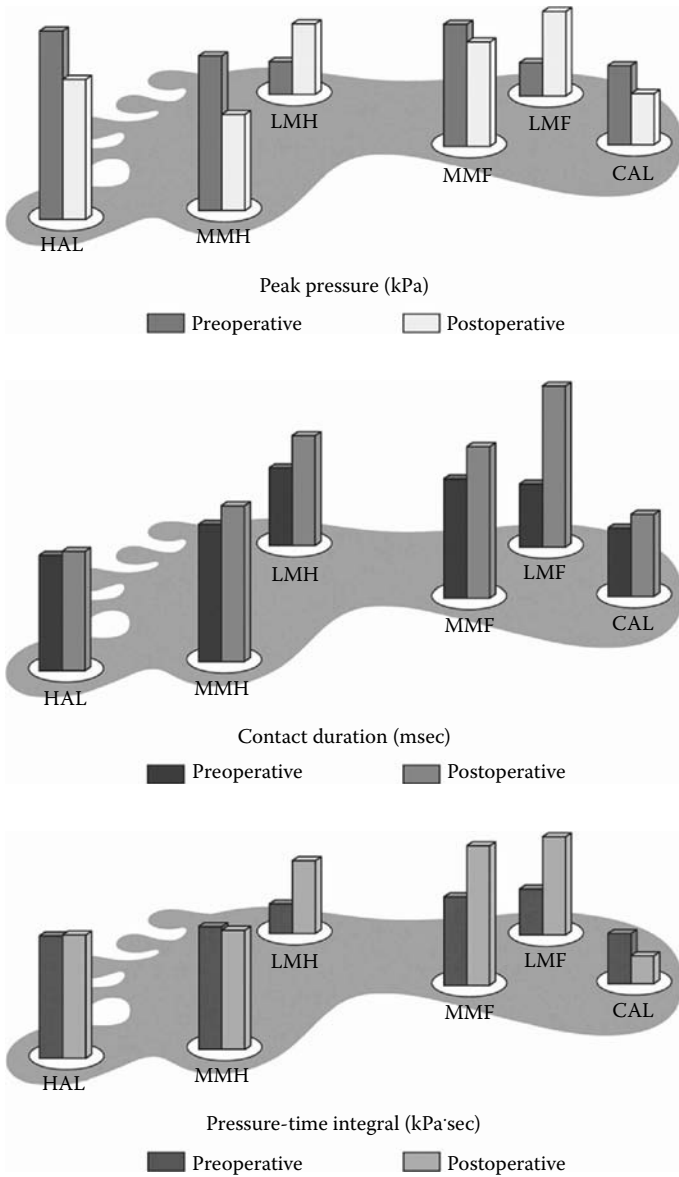 LMH
LMF
MMF
CAL
HAL
MMH
Peak pressure (kPa)
Preoperative Postoperative
LMH
LMF
MMF
CAL
HAL
MMH
Contact duration (msec)
Preoperative Postoperative
LMH
LMF
MMF
CAL
HAL
MMH
Pressure-time integral (kPa·sec)
Preoperative Postoperative